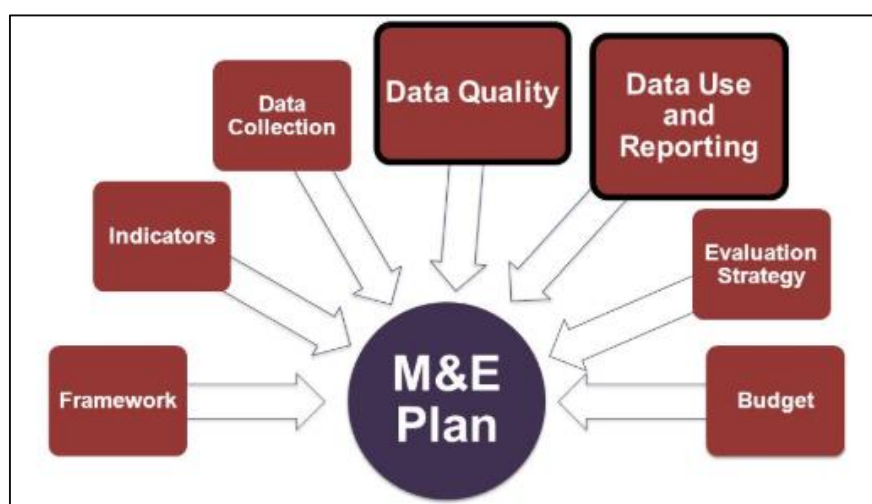 Framework
Indicators
Data
Collection
Data Quality
Data Use
and
Reporting
Evaluation
Strategy
Budget
M&E
Plan